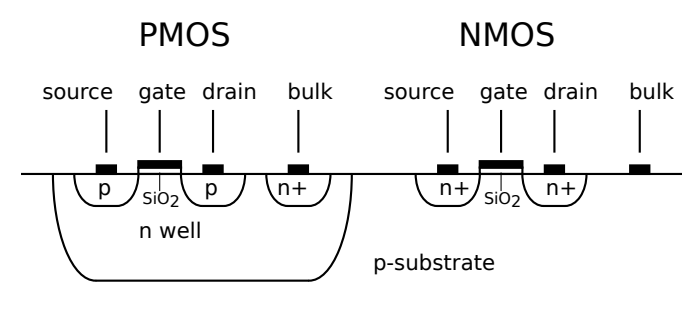 PMOS NMOS
source gate drain bulk source gate drain bulk
p SiO2 p n+ n+ SiO2 n+
n well
p-substrate